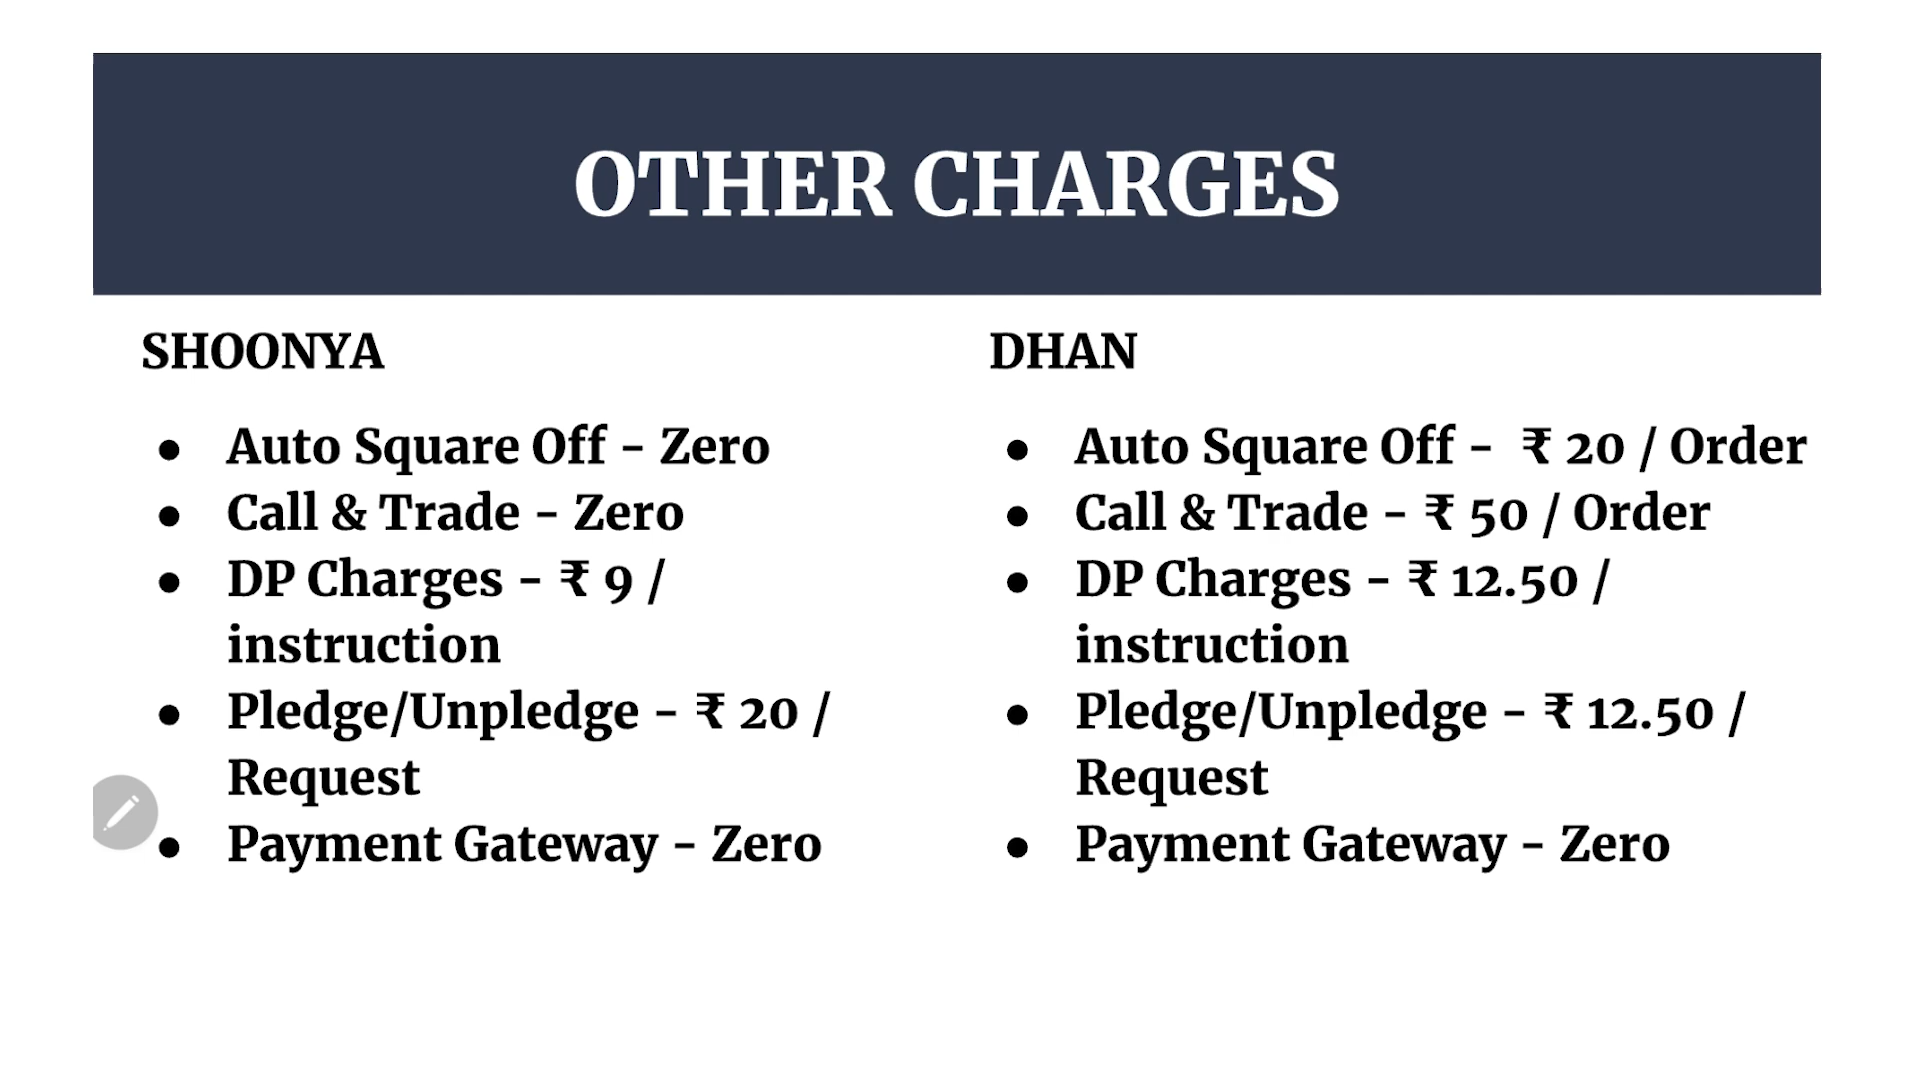 OTHER CHARGES
SHOONYA
● Auto Square Off - Zero
● Call & Trade - Zero
● DP Charges - ₹ 9 /
instruction
● Pledge/Unpledge - ₹ 20 /
Request
● Payment Gateway - Zero
DHAN
● Auto Square Off -  ₹ 20 / Order
● Call & Trade - ₹ 50 / Order
● DP Charges - ₹ 12.50 /
instruction
● Pledge/Unpledge - ₹ 12.50 /
Request
● Payment Gateway - Zero